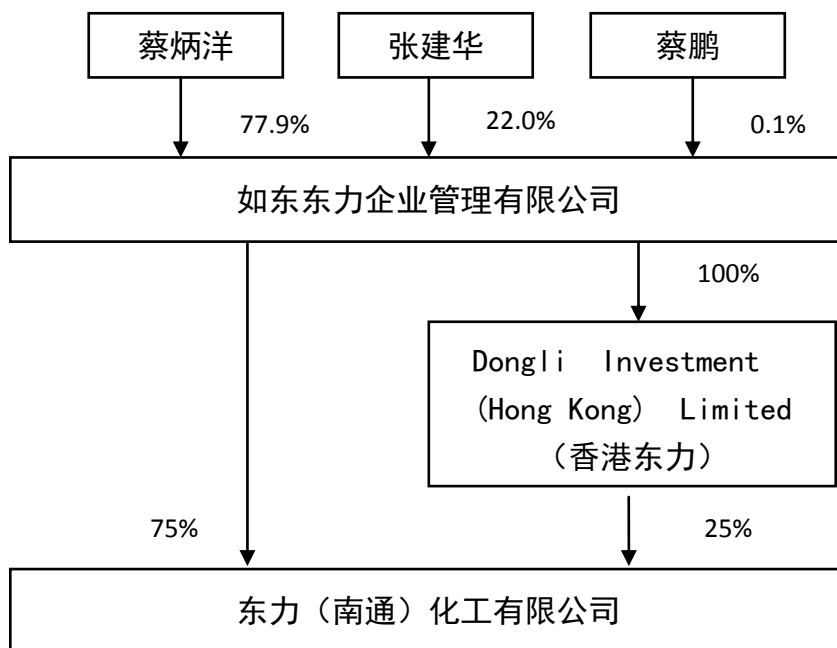 蔡炳洋 张建华 蔡鹏
77.9% 22.0% 0.1%
如东东力企业管理有限公司
100%
Dongli Investment
(Hong Kong) Limited
（香港东力）
75% 25%
东力（南通）化工有限公司